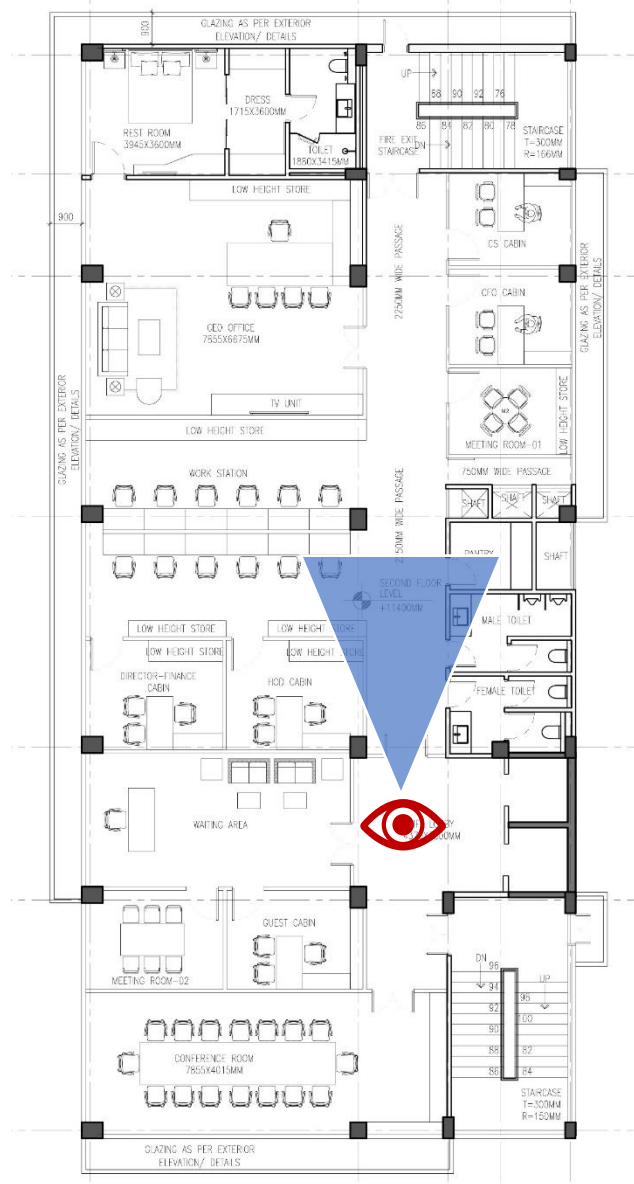 GLAZING AS PER EXTERIOR
ELEVATION/ DETAILS
900
UP
88 90 92 76
86 84 82 80 78
DRESS
1715X3600MM
REST ROOM
3945X3600MM
TOILET
1860X3415MM
FIRE EXIT
STAIRCASE
DN
STAIRCASE
T=300MM
R=166MM
LOW HEIGHT STORE
900
CS CABIN
2250MM WIDE PASSAGE
CFO CABIN
GLAZING AS PER EXTERIOR
ELEVATION/ DETAILS
CEO OFFICE
7855X6675MM
TV UNIT
LOW HEIGHT STORE
GLAZING AS PER EXTERIOR
ELEVATION/ DETAILS
MEETING ROOM-01
LOW HEIGHT STORE
750MM WIDE PASSAGE
WORK STATION
2250MM WIDE PASSAGE
SHAFT
SHAFT
SHAFT
PANTRY
SHAFT
SECOND FLOOR
LEVEL
+11400MM
LOW HEIGHT STORE
LOW HEIGHT STORE
MALE TOILET
LOW HEIGHT STORE
LOW HEIGHT STORE
DIRECTOR-FINANCE
CABIN
HOD CABIN
FEMALE TOILET
WAITING AREA
LOBBY
GUEST CABIN
MEETING ROOM-02
DN
UP
96
94
92
90
88
86
98
100
82
84
CONFERENCE ROOM
7855X4015MM
STAIRCASE
T=300MM
R=150MM
GLAZING AS PER EXTERIOR
ELEVATION/ DETAILS